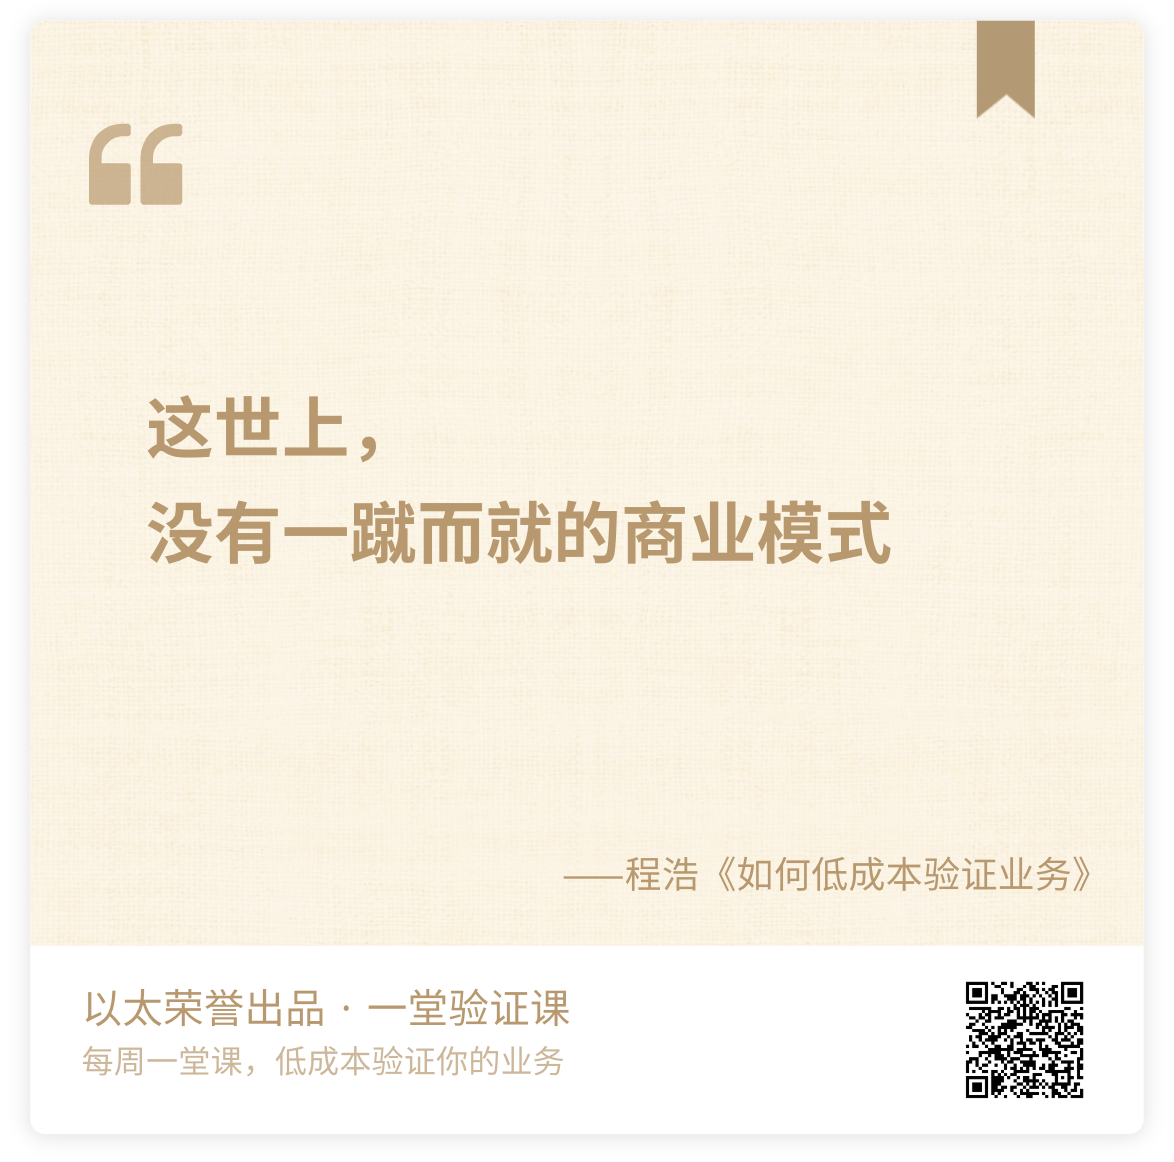 这世上，
没有一蹴而就的商业模式
——程浩《如何低成本验证业务》
以太荣誉出品 · 一堂验证课
每周一堂课，低成本验证你的业务